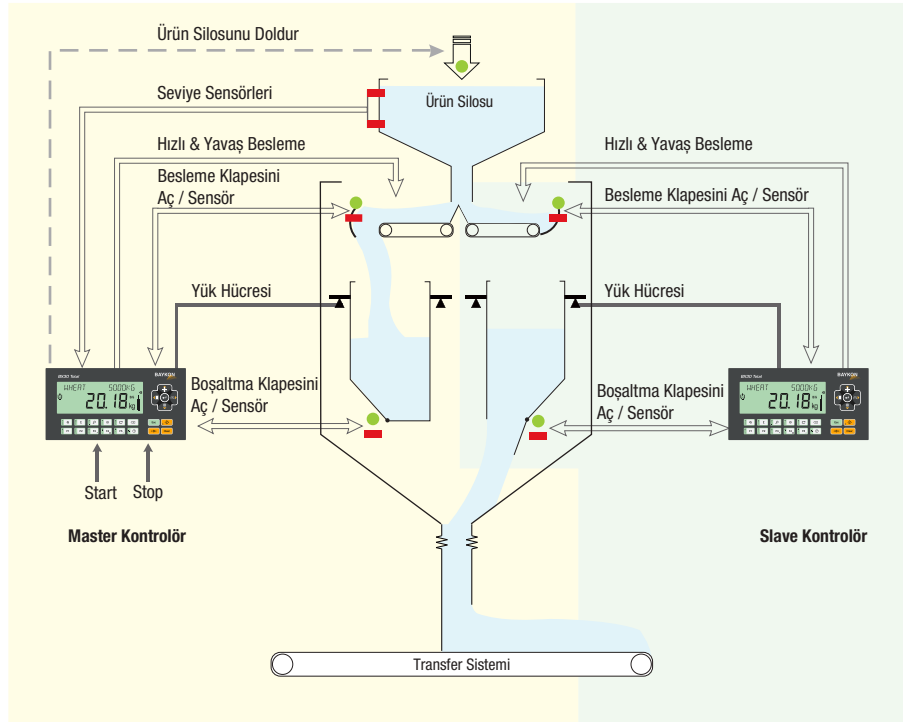 Ürün Silosunu Doldur
Seviye Sensörleri
Ürün Silosu
Hızlı & Yavaş Besleme
Hızlı & Yavaş Besleme
Besleme Klapesini
Aç / Sensör
Besleme Klapesini Aç / Sensör
Yük Hücresi
Yük Hücresi
BAYKON
WHEAT 5000KG
20.18 kg
Boşaltma Klapesini
Aç / Sensör
Boşaltma Klapesini
Aç / Sensör
BAYKON
WHEAT 5000KG
20.18 kg
Start Stop
Master Kontrolör
Slave Kontrolör
Transfer Sistemi